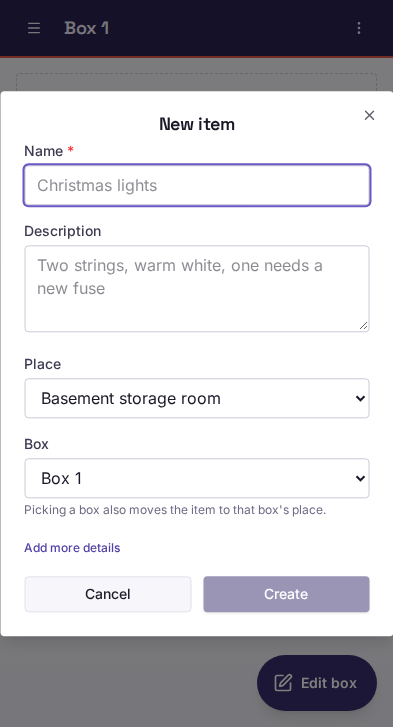 Box 1
New item
Name *
Christmas lights
Description
Two strings, warm white, one needs a
new fuse
Place
Basement storage room
Box
Box 1
Picking a box also moves the item to that box's place.
Add more details
Cancel
Create
Edit box